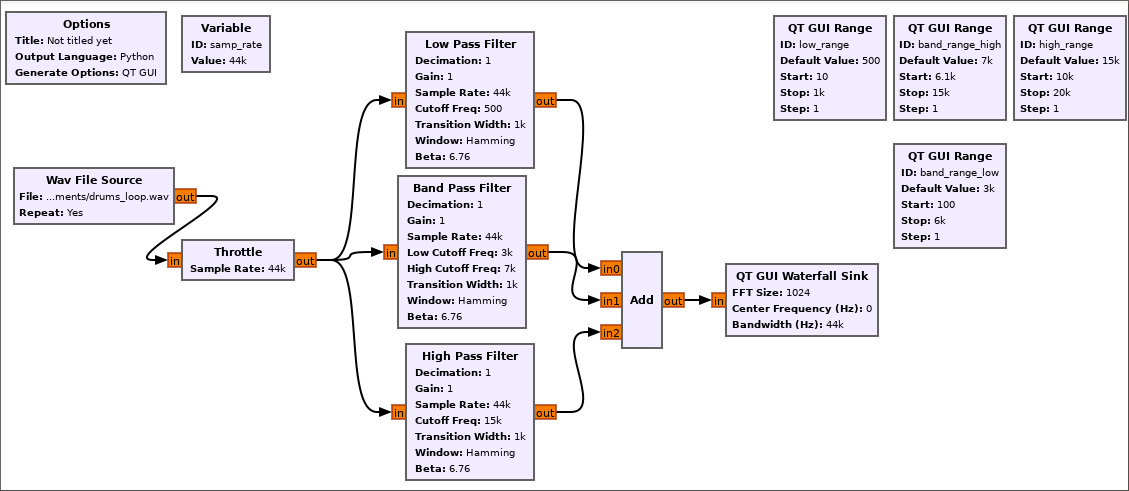 Options
Title: Not titled yet
Output Language: Python
Generate Options: QT GUI
Variable
ID: samp_rate
Value: 44k
Wav File Source
File: ...ments/drums_loop.wav
Repeat: Yes
out
in
Throttle
Sample Rate: 44k
out
in
Low Pass Filter
Decimation: 1
Gain: 1
Sample Rate: 44k
Cutoff Freq: 500
Transition Width: 1k
Window: Hamming
Beta: 6.76
out
in
Band Pass Filter
Decimation: 1
Gain: 1
Sample Rate: 44k
Low Cutoff Freq: 3k
High Cutoff Freq: 7k
Transition Width: 1k
Window: Hamming
Beta: 6.76
out
in
High Pass Filter
Decimation: 1
Gain: 1
Sample Rate: 44k
Cutoff Freq: 15k
Transition Width: 1k
Window: Hamming
Beta: 6.76
out
in0
in1
in2
Add
out
in
QT GUI Waterfall Sink
FFT Size: 1024
Center Frequency (Hz): 0
Bandwidth (Hz): 44k
QT GUI Range
ID: low_range
Default Value: 500
Start: 10
Stop: 1k
Step: 1
QT GUI Range
ID: band_range_high
Default Value: 7k
Start: 6.1k
Stop: 15k
Step: 1
QT GUI Range
ID: high_range
Default Value: 15k
Start: 10k
Stop: 20k
Step: 1
QT GUI Range
ID: band_range_low
Default Value: 3k
Start: 100
Stop: 6k
Step: 1